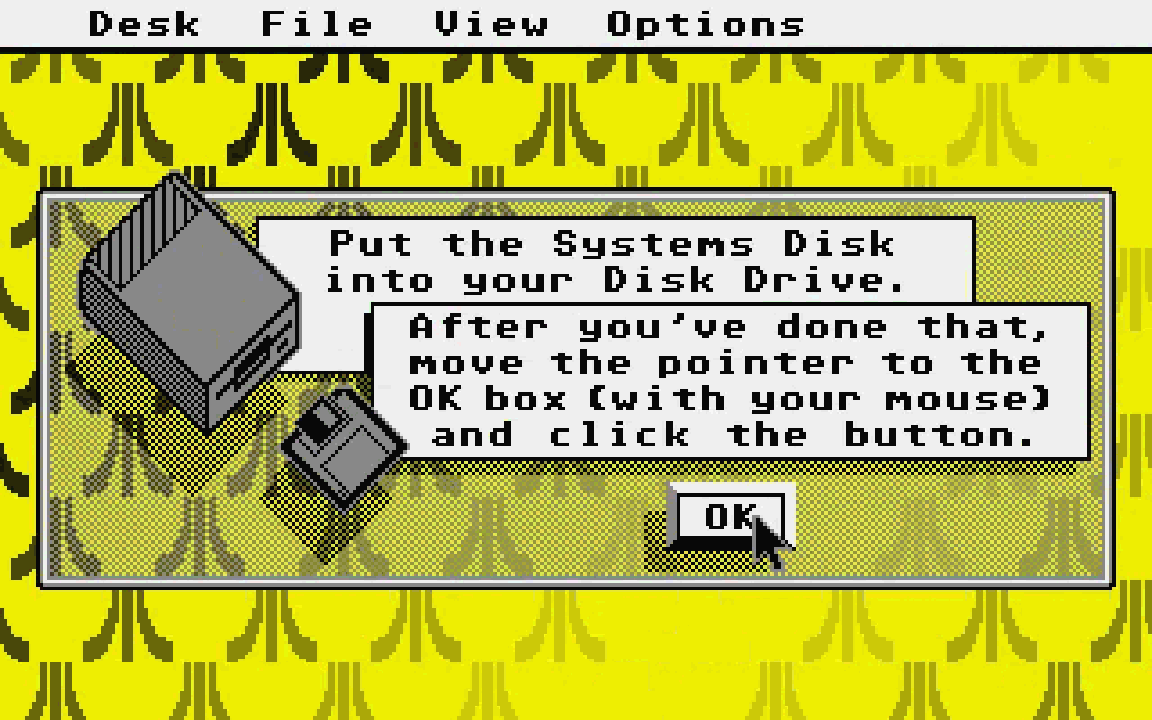 Desk File View Options
Put the Systems Disk
into your Disk Drive.
After you've done that,
move the pointer to the
OK box (with your mouse)
and click the button.
OK